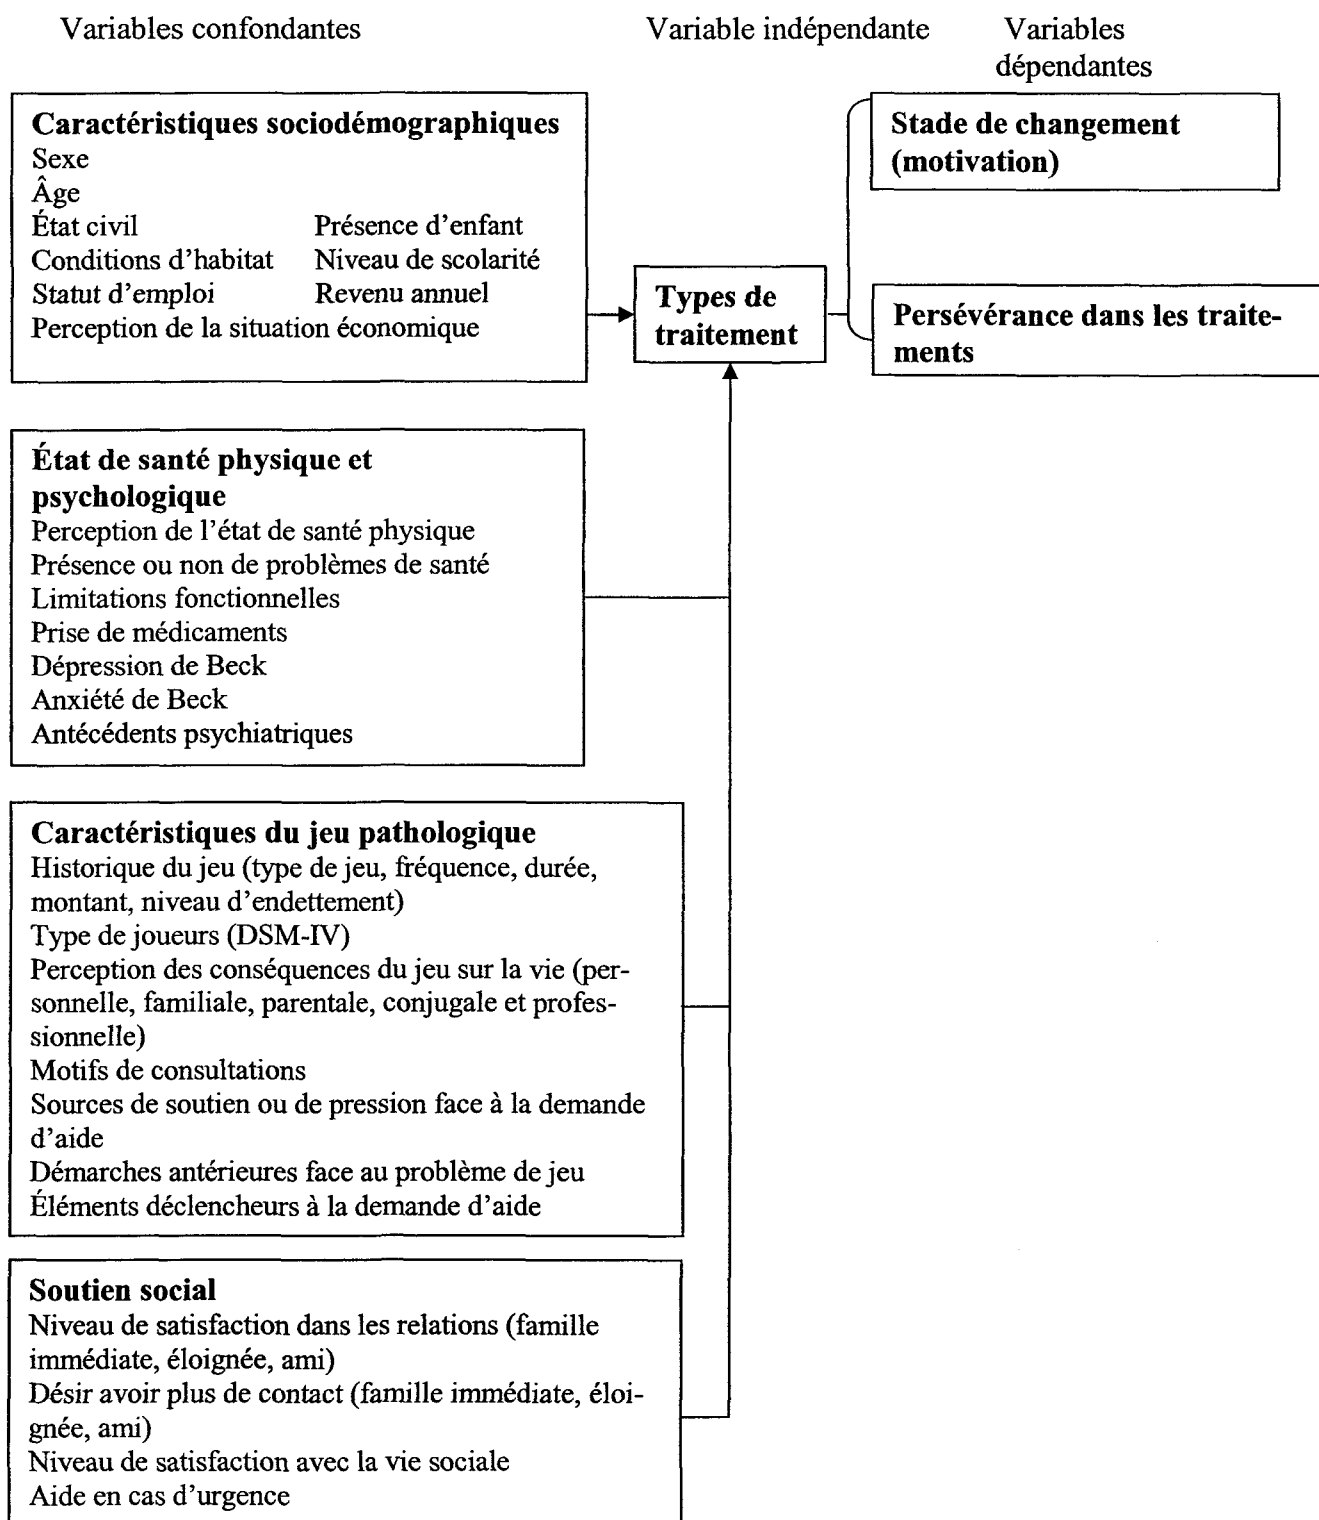 Variables confondantes
Variable indépendante
Variables
dépendantes
Caractéristiques sociodémographiques
Sexe
Âge
État civil Présence d'enfant
Conditions d'habitat Niveau de scolarité
Statut d'emploi Revenu annuel
Perception de la situation économique
Types de
traitement
Stade de changement
(motivation)
Persévérance dans les traite-
ments
État de santé physique et
psychologique
Perception de l'état de santé physique
Présence ou non de problèmes de santé
Limitations fonctionnelles
Prise de médicaments
Dépression de Beck
Anxiété de Beck
Antécédents psychiatriques
Caractéristiques du jeu pathologique
Historique du jeu (type de jeu, fréquence, durée,
montant, niveau d'endettement)
Type de joueurs (DSM-IV)
Perception des conséquences du jeu sur la vie (per-
sonnelle, familiale, parentale, conjugale et profes-
sionnelle)
Motifs de consultations
Sources de soutien ou de pression face à la demande
d'aide
Démarches antérieures face au problème de jeu
Éléments déclencheurs à la demande d'aide
Soutien social
Niveau de satisfaction dans les relations (famille
immédiate, éloignée, ami)
Désir avoir plus de contact (famille immédiate, éloi-
gnée, ami)
Niveau de satisfaction avec la vie sociale
Aide en cas d'urgence